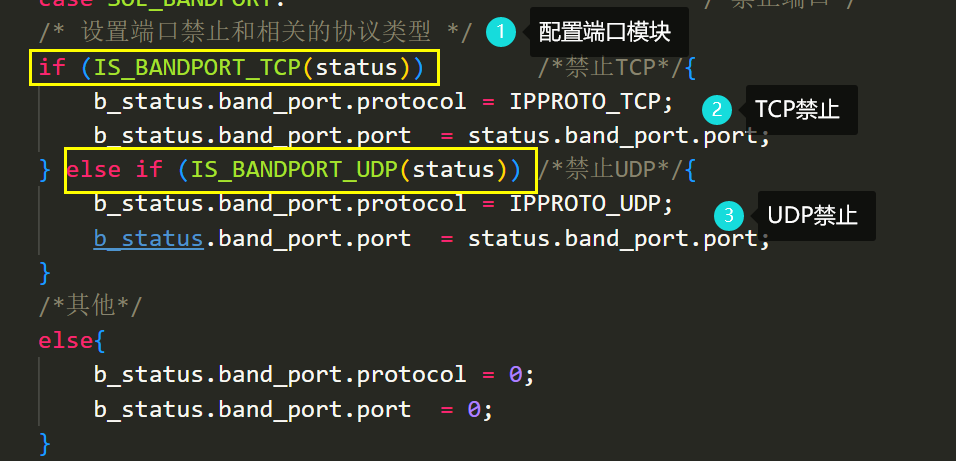 case SOL_BANDPORT: /*禁止端口*/
/* 设置端口禁止和相关的协议类型 */ 1 配置端口模块
if (IS_BANDPORT_TCP(status)) /*禁止TCP*/{
b_status.band_port.protocol = IPPROTO_TCP; 2 TCP禁止
b_status.band_port.port = status.band_port.port;
} else if (IS_BANDPORT_UDP(status)) /*禁止UDP*/{
b_status.band_port.protocol = IPPROTO_UDP; 3 UDP禁止
b_status.band_port.port = status.band_port.port;
}
/*其他*/
else{
b_status.band_port.protocol = 0;
b_status.band_port.port = 0;
}